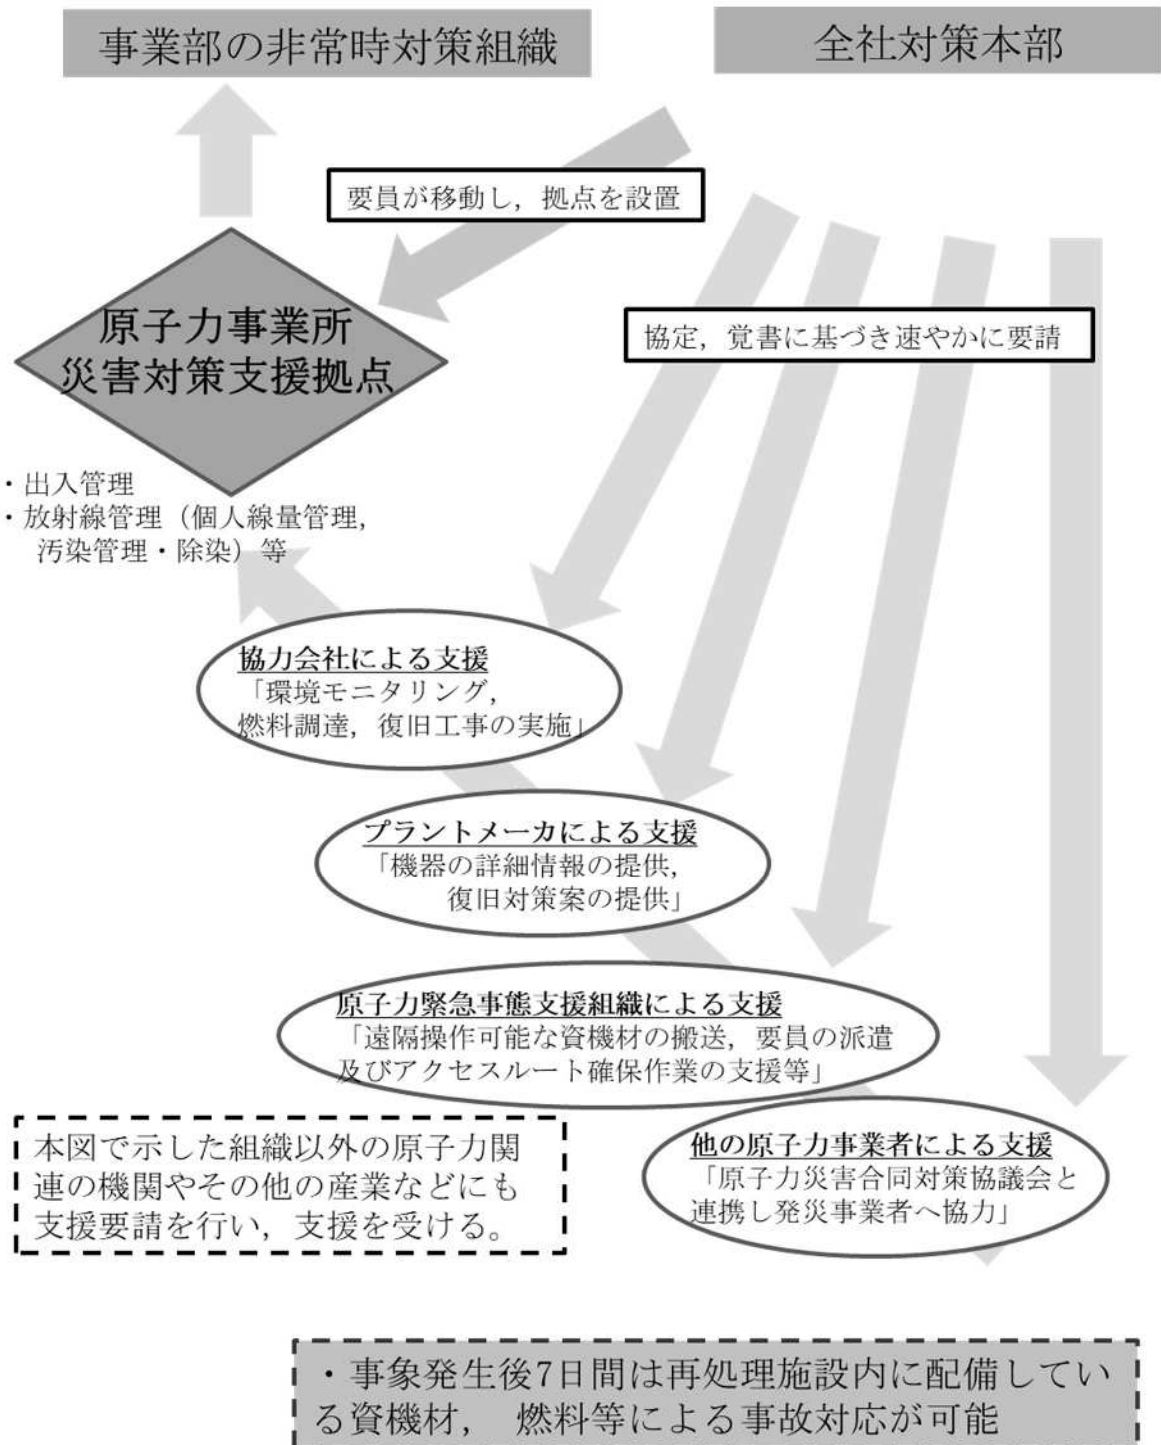 事業部の非常時対策組織
全社対策本部
要員が移動し，拠点を設置
原子力事業所
災害対策支援拠点
協定，覚書に基づき速やかに要請
・出入管理
・放射線管理（個人線量管理，
汚染管理・除染）等
協力会社による支援
「環境モニタリング，
燃料調達，復旧工事の実施」
プラントメーカによる支援
「機器の詳細情報の提供，
復旧対策案の提供」
原子力緊急事態支援組織による支援
「遠隔操作可能な資機材の搬送，要員の派遣
及びアクセスルート確保作業の支援等」
他の原子力事業者による支援
「原子力災害合同対策協議会と
連携し発災事業者へ協力」
本図で示した組織以外の原子力関
連の機関やその他の産業などにも
支援要請を行い，支援を受ける。
・事象発生後7日間は再処理施設内に配備してい
る資機材，　燃料等による事故対応が可能